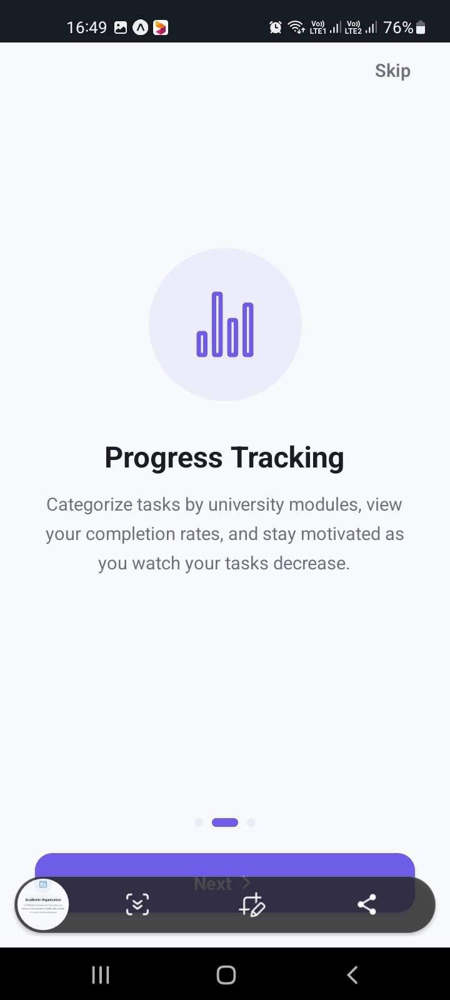 16:49
Vo)) LTE1 Vo)) LTE2 76%
Skip
Progress Tracking
Categorize tasks by university modules, view
your completion rates, and stay motivated as
you watch your tasks decrease.
Next
Academic Organization